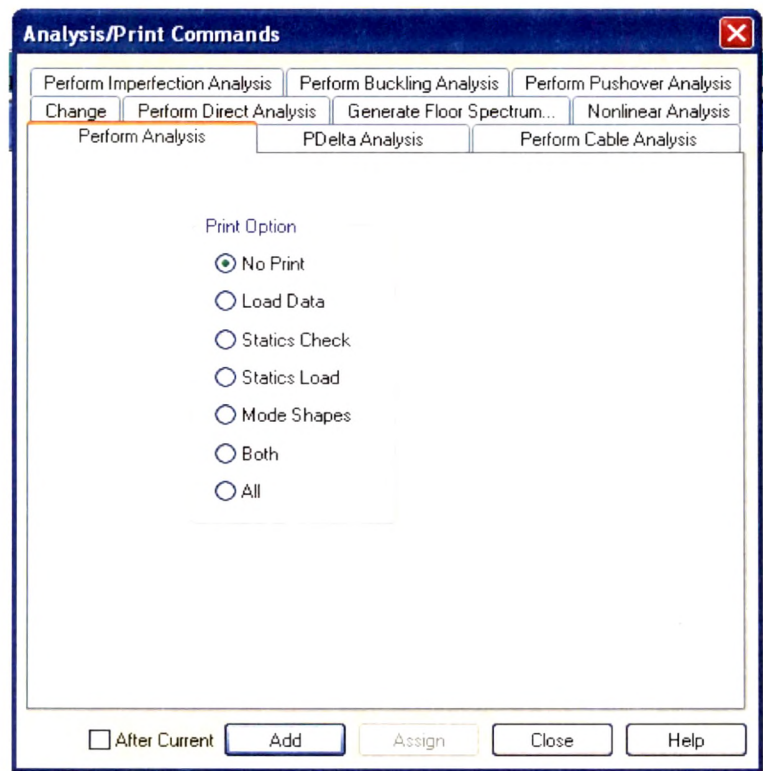 Analysis/Print Commands
Perform Imperfection Analysis Perform Buckling Analysis Perform Pushover Analysis
Change Perform Direct Analysis Generate Floor Spectrum... Nonlinear Analysis
Perform Analysis PDelta Analysis Perform Cable Analysis
Print Option
No Print
Load Data
Statics Check
Statics Load
Mode Shapes
Both
All
After Current Add Assign Close Help